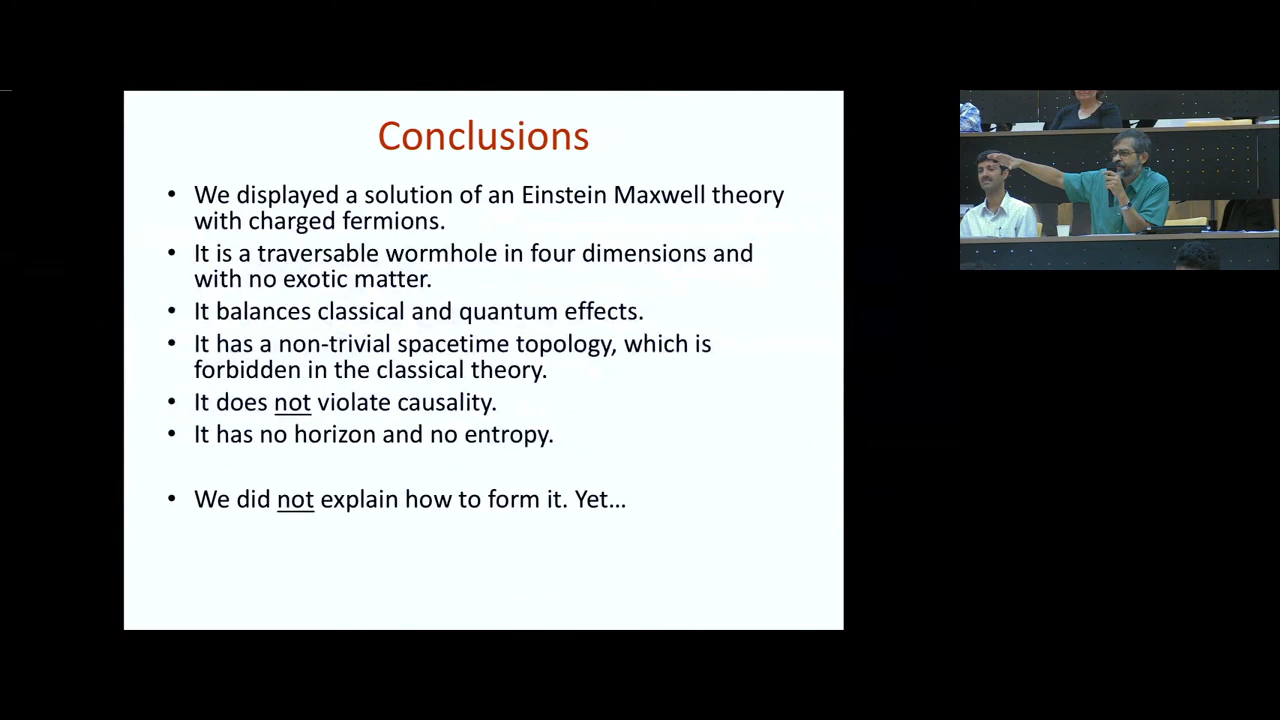 Conclusions
• We displayed a solution of an Einstein Maxwell theory
with charged fermions.
• It is a traversable wormhole in four dimensions and
with no exotic matter.
• It balances classical and quantum effects.
• It has a non-trivial spacetime topology, which is
forbidden in the classical theory.
• It does not violate causality.
• It has no horizon and no entropy.
• We did not explain how to form it. Yet…